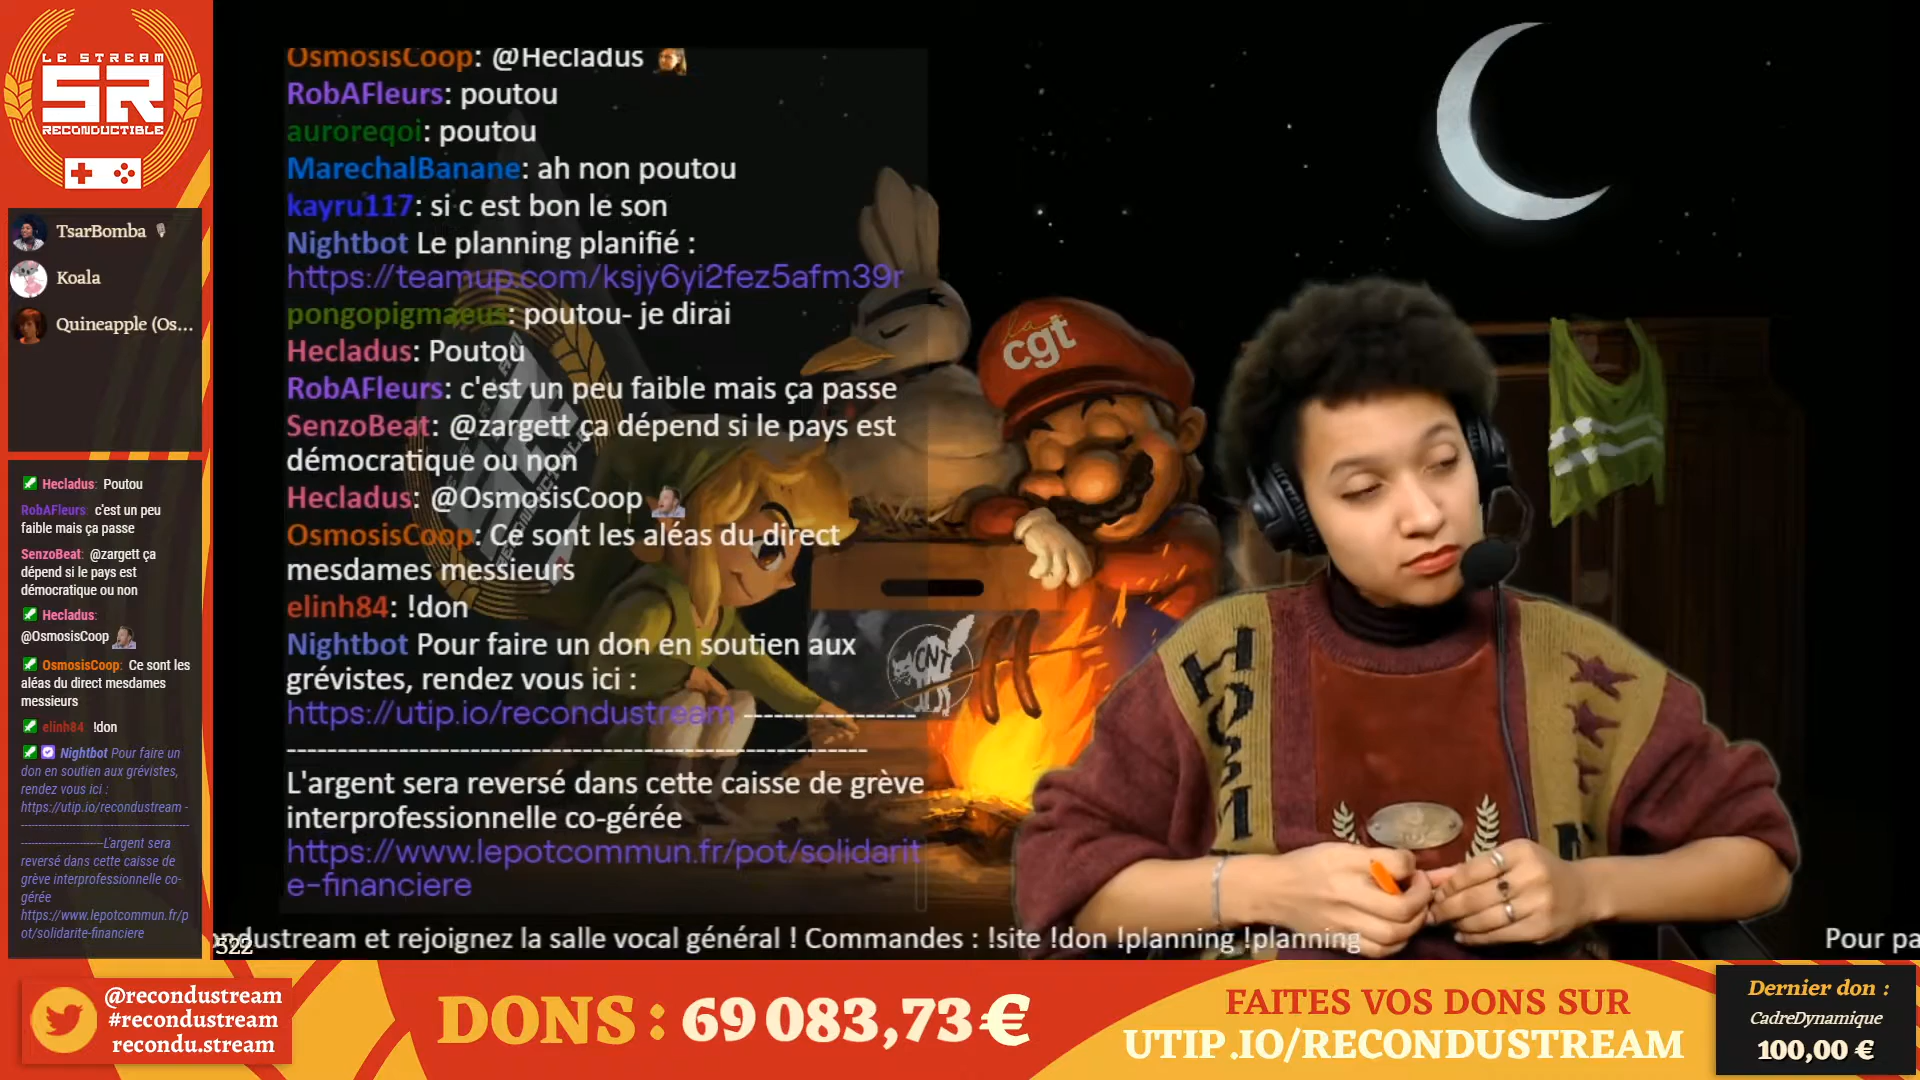 LE STREAM
SR
RECONDUCTIBLE
TsarBomba
Koala
Quineapple (Os...
Hecladus: Poutou
RobAFleurs: c'est un peu
faible mais ça passe
SenzoBeat: @zargett ça
dépend si le pays est
démocratique ou non
Hecladus:
@OsmosisCoop
OsmosisCoop: Ce sont les
aléas du direct mesdames
messieurs
elinh84 !don
Nightbot Pour faire un
don en soutien aux grévistes,
rendez vous ici :
https://utip.io/recondustream -
-----------------------------------------
--------------------L'argent sera
reversé dans cette caisse de
grève interprofessionnelle co-
gérée
https://www.lepotcommun.fr/p
ot/solidarite-financiere
OsmosisCoop: @Hecladus
RobAFleurs: poutou
auroreqoi: poutou
MarechalBanane: ah non poutou
kayru117: si c est bon le son
Nightbot Le planning planifié :
https://teamup.com/ksjy6yi2fez5afm39r
pongopigmaeus: poutou- je dirai
Hecladus: Poutou
RobAFleurs: c'est un peu faible mais ça passe
SenzoBeat: @zargett ça dépend si le pays est
démocratique ou non
Hecladus: @OsmosisCoop
OsmosisCoop: Ce sont les aléas du direct
mesdames messieurs
elinh84: !don
Nightbot Pour faire un don en soutien aux
grévistes, rendez vous ici :
https://utip.io/recondustream -----------------
---------------------------------------------------------
L'argent sera reversé dans cette caisse de grève
interprofessionnelle co-gérée
https://www.lepotcommun.fr/pot/solidarit
e-financiere
la cgt
CNT
522
ondustream et rejoignez la salle vocal général ! Commandes : !site !don !planning !planning
Pour pa
@recondustream
#recondustream
recondu.stream
DONS : 69 083,73 €
FAITES VOS DONS SUR
UTIP.IO/RECONDUSTREAM
Dernier don :
CadreDynamique
100,00 €